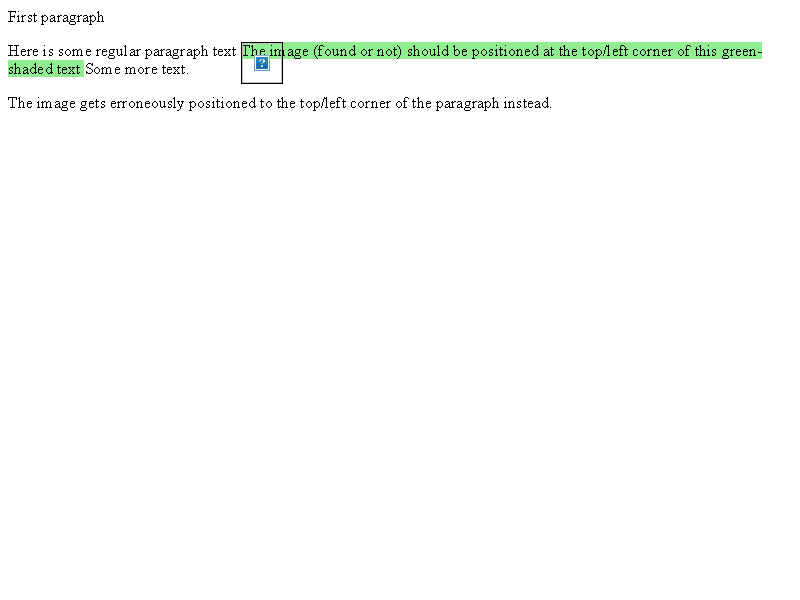 First paragraph
Here is some regular paragraph text The image (found or not) should be positioned at the top/left corner of this green-
shaded text Some more text.
The image gets erroneously positioned to the top/left corner of the paragraph instead.